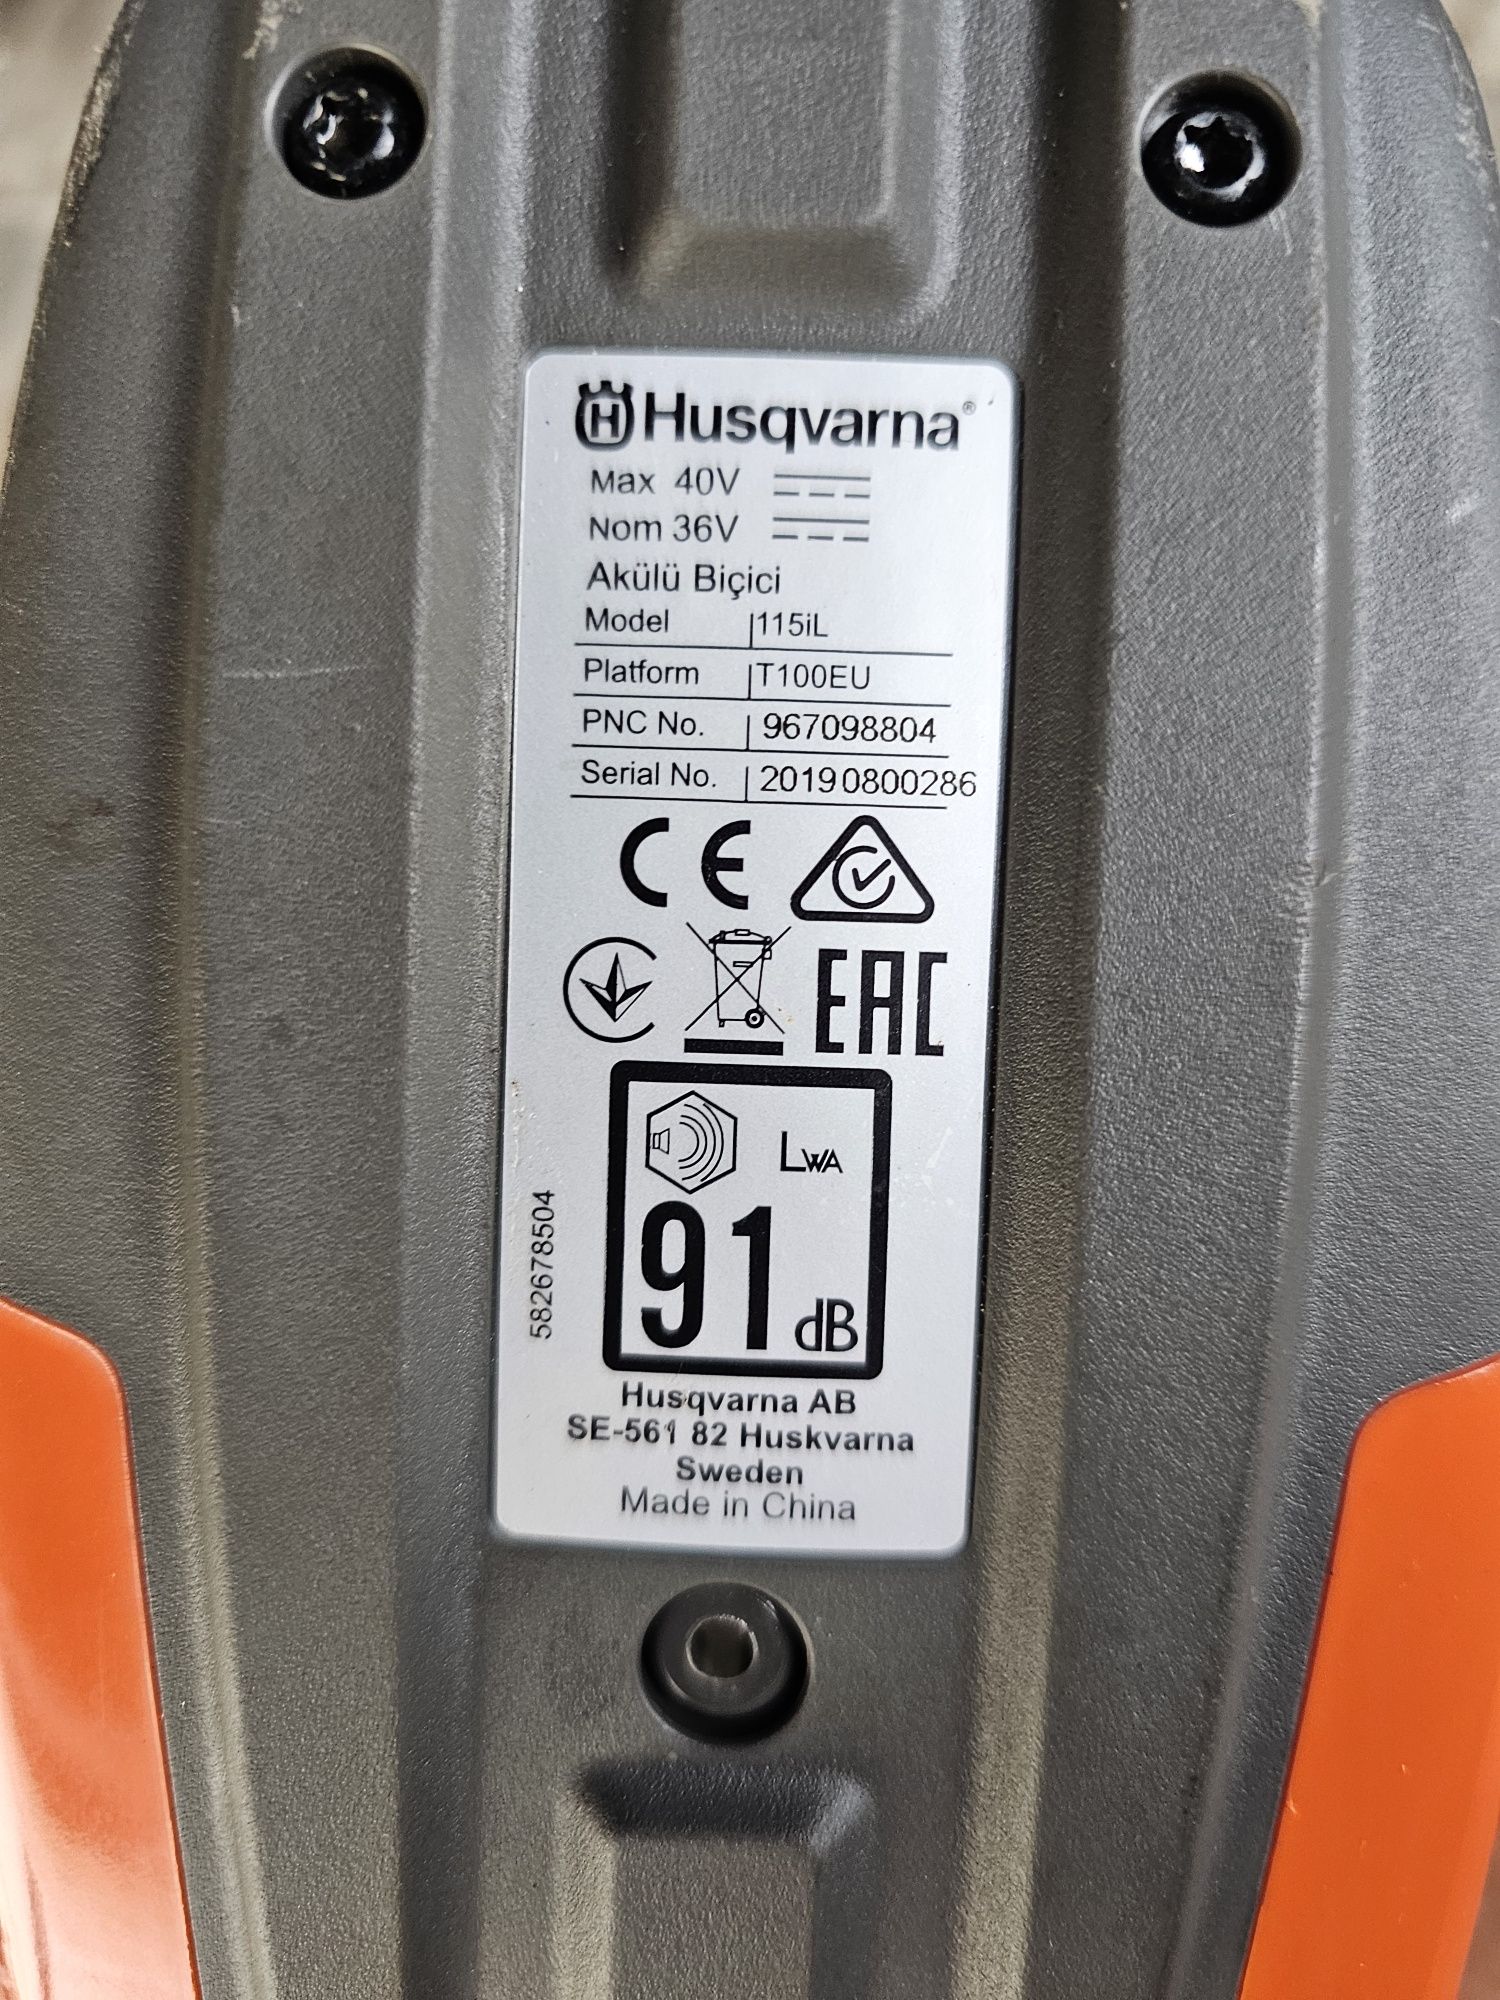 Husqvarna®
Max 40V
Nom 36V
Akülü Biçici
Model 115iL
Platform T100EU
PNC No. 967098804
Serial No. 20190800286
CE
EAC
LWA
91 dB
582678504
Husqvarna AB
SE-561 82 Huskvarna
Sweden
Made in China